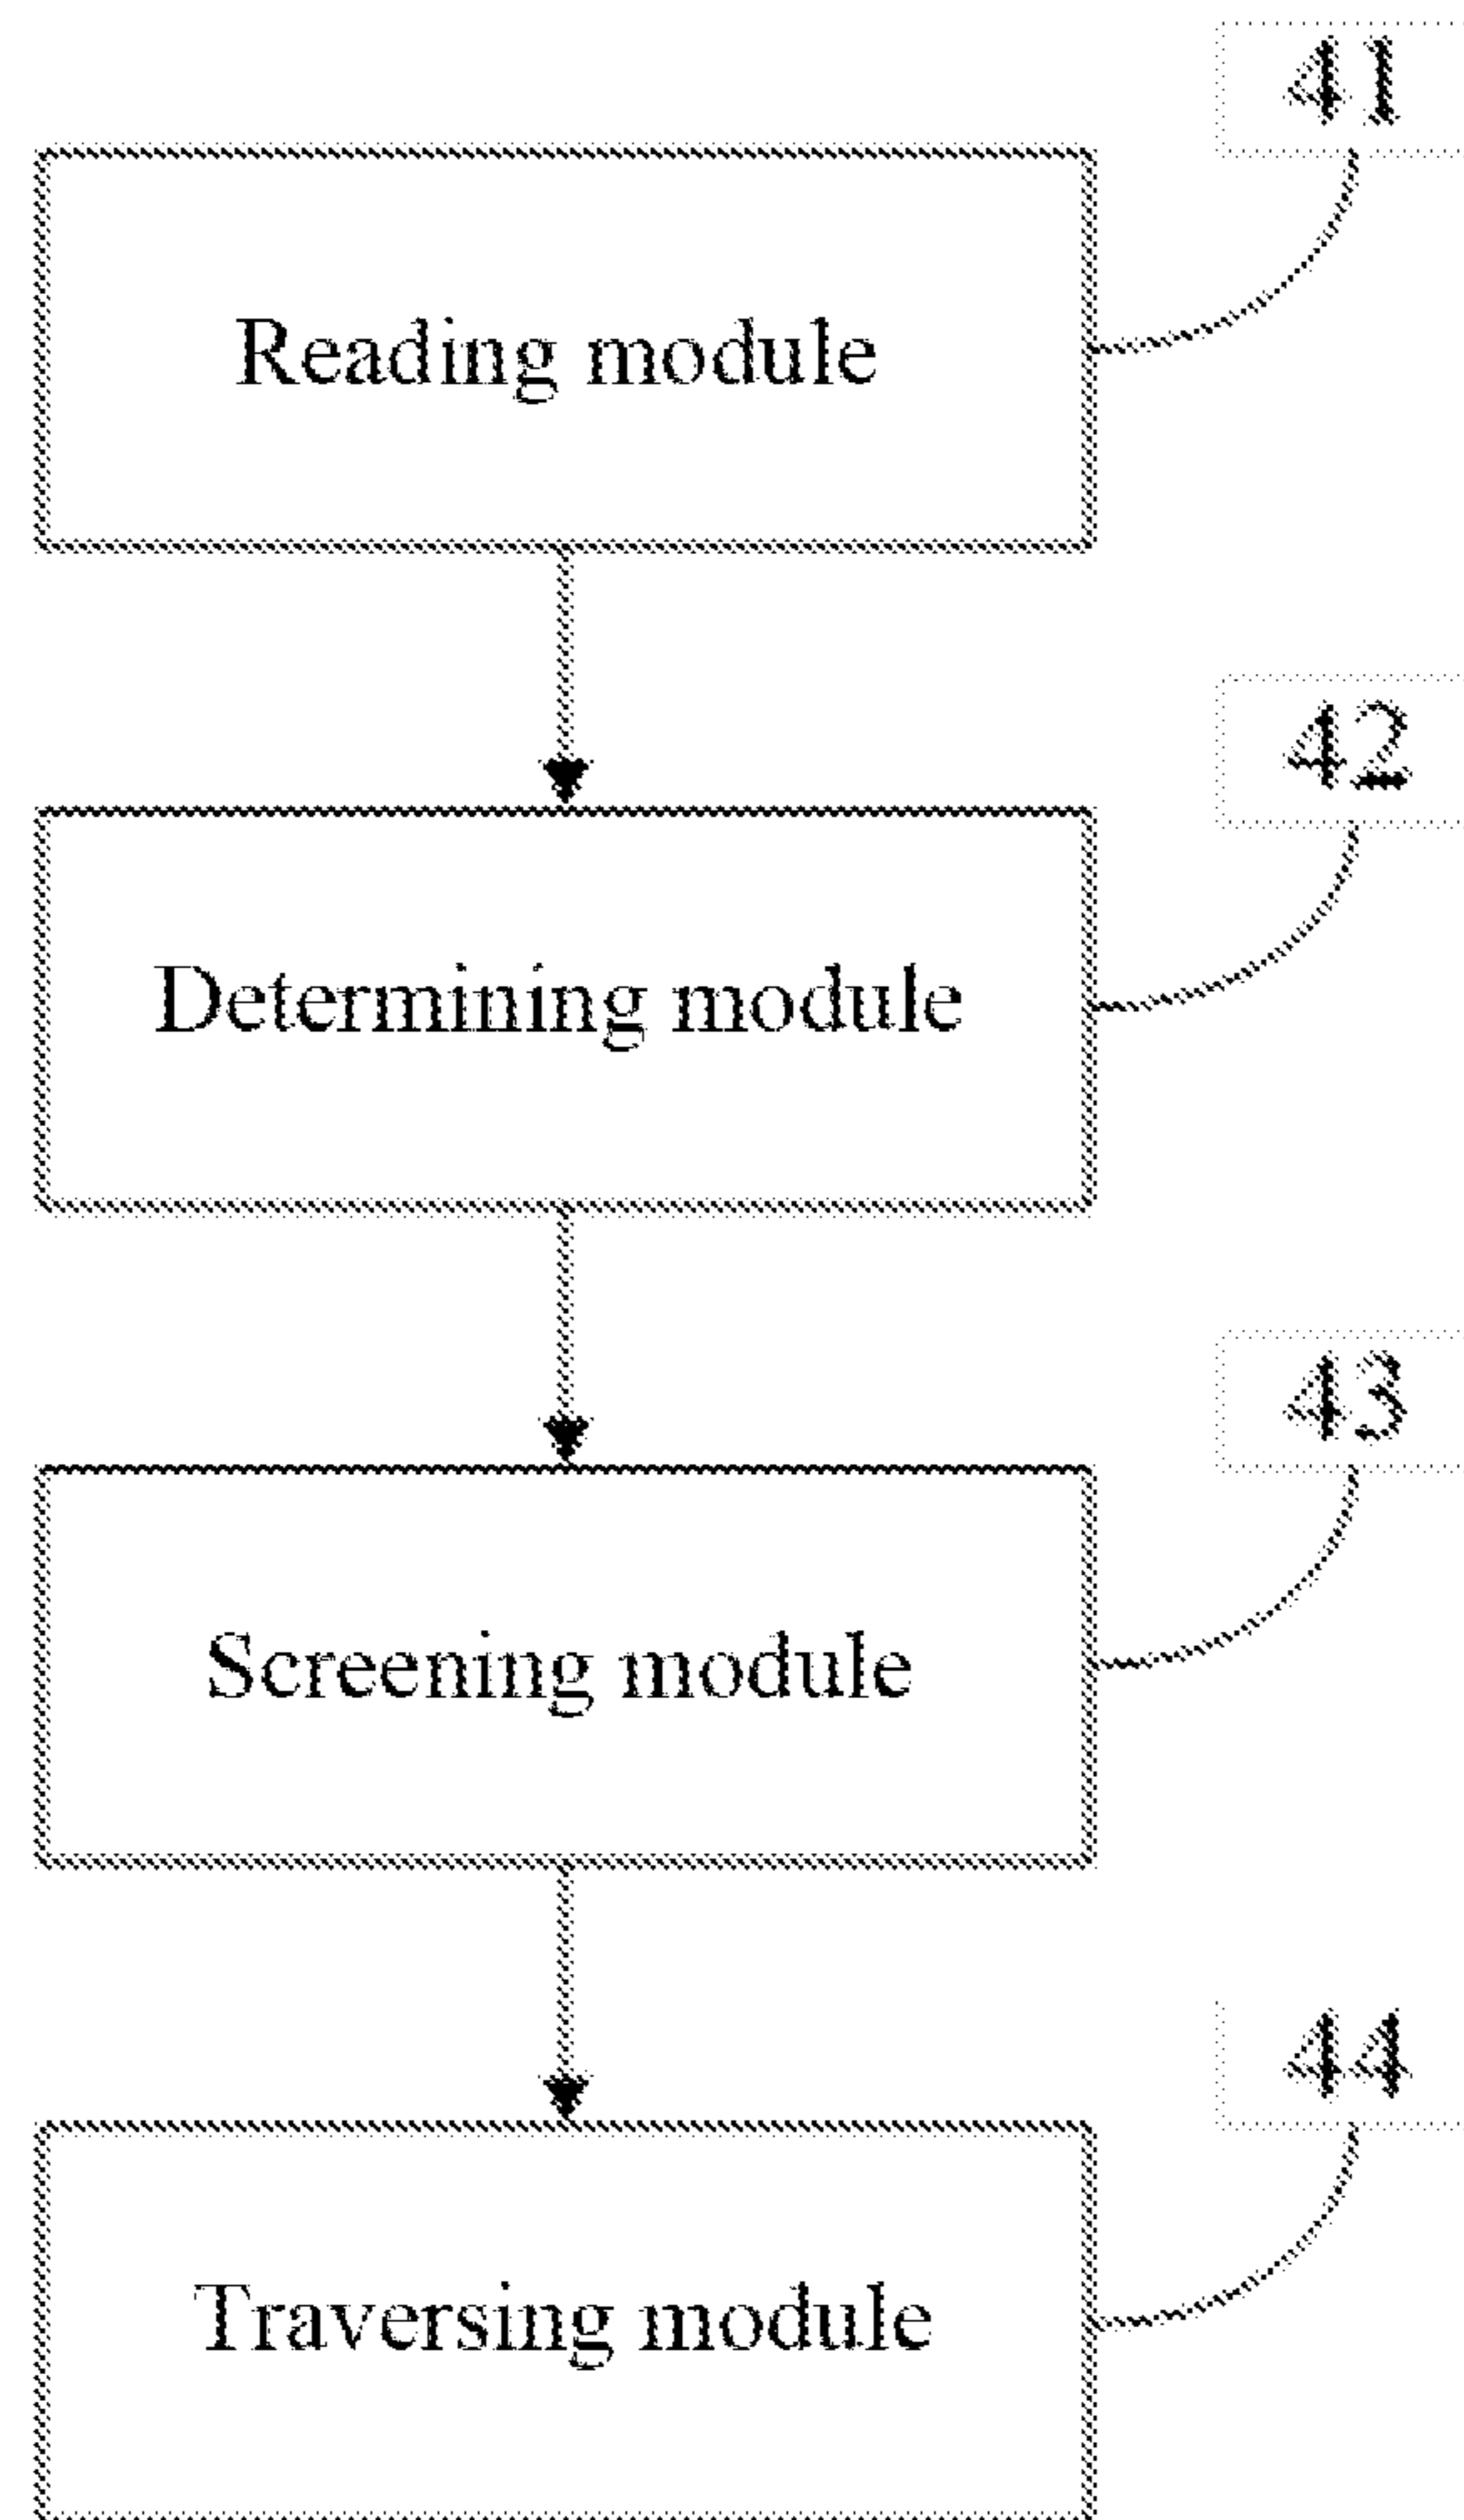 41
Reading module
42
Determining module
43
Screening module
44
Traversing module